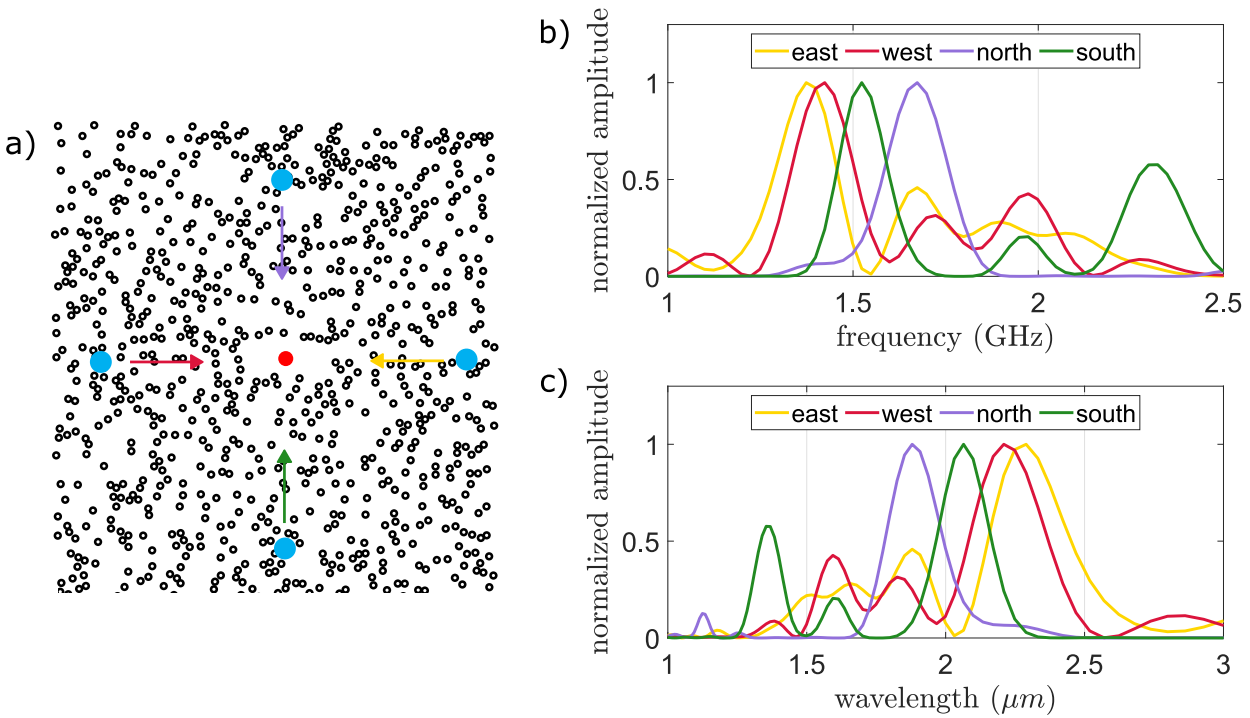 a)
b)
east west north south
normalized amplitude
1
0.5
0
1 1.5 2 2.5
frequency (GHz)
c)
east west north south
normalized amplitude
1
0.5
0
1 1.5 2 2.5 3
wavelength (μm)